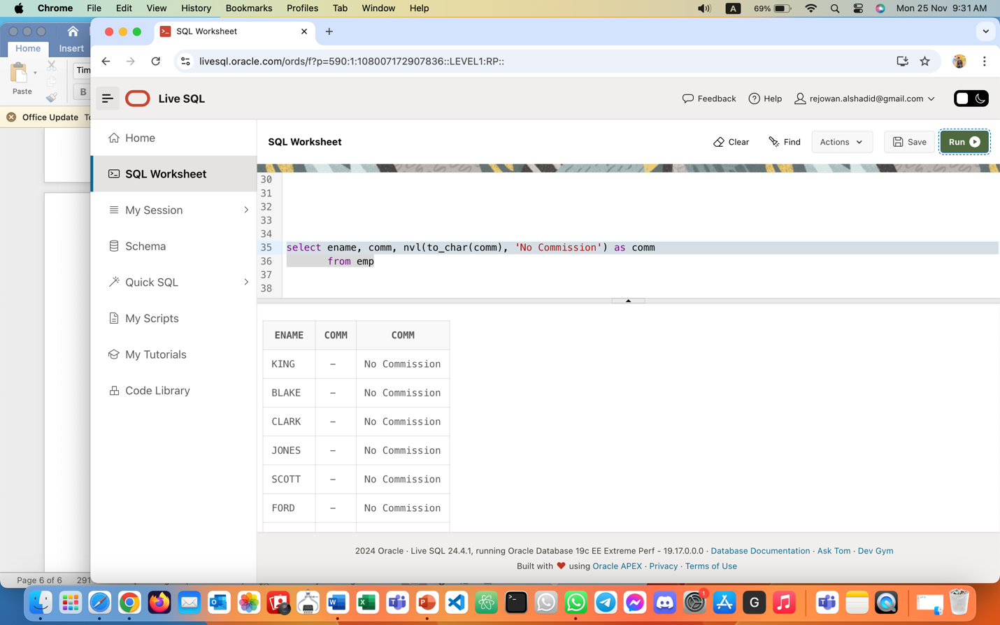 Chrome File Edit View History Bookmarks Profiles Tab Window Help A 69% Mon 25 Nov 9:31 AM
SQL Worksheet
Home Insert
livesql.oracle.com/ords/f?p=590:1:108007172907836::LEVEL1:RP::
Tim
Paste
B
Live SQL Feedback Help rejowan.alshadid@gmail.com
Office Update
Home
SQL Worksheet Clear Find Actions Save Run
SQL Worksheet
My Session
Schema
Quick SQL
My Scripts
My Tutorials
Code Library
30
31
32
33
34
35 select ename, comm, nvl(to_char(comm), 'No Commission') as comm
36 from emp
37
38
ENAME COMM COMM
KING – No Commission
BLAKE – No Commission
CLARK – No Commission
JONES – No Commission
SCOTT – No Commission
FORD – No Commission
2024 Oracle · Live SQL 24.4.1, running Oracle Database 19c EE Extreme Perf - 19.17.0.0.0 · Database Documentation · Ask Tom · Dev Gym
Built with ❤ using Oracle APEX · Privacy · Terms of Use
Page 6 of 6 291
1